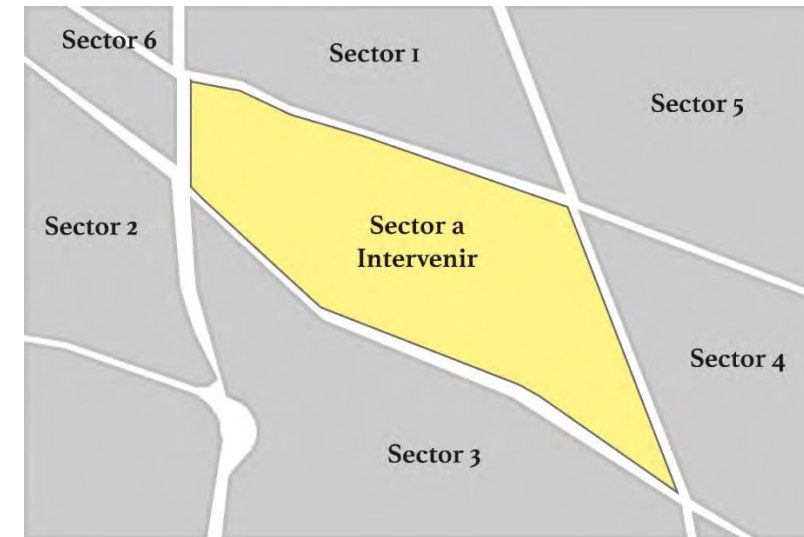 Sector 6
Sector 1
Sector 5
Sector 2
Sector a
Intervenir
Sector 4
Sector 3